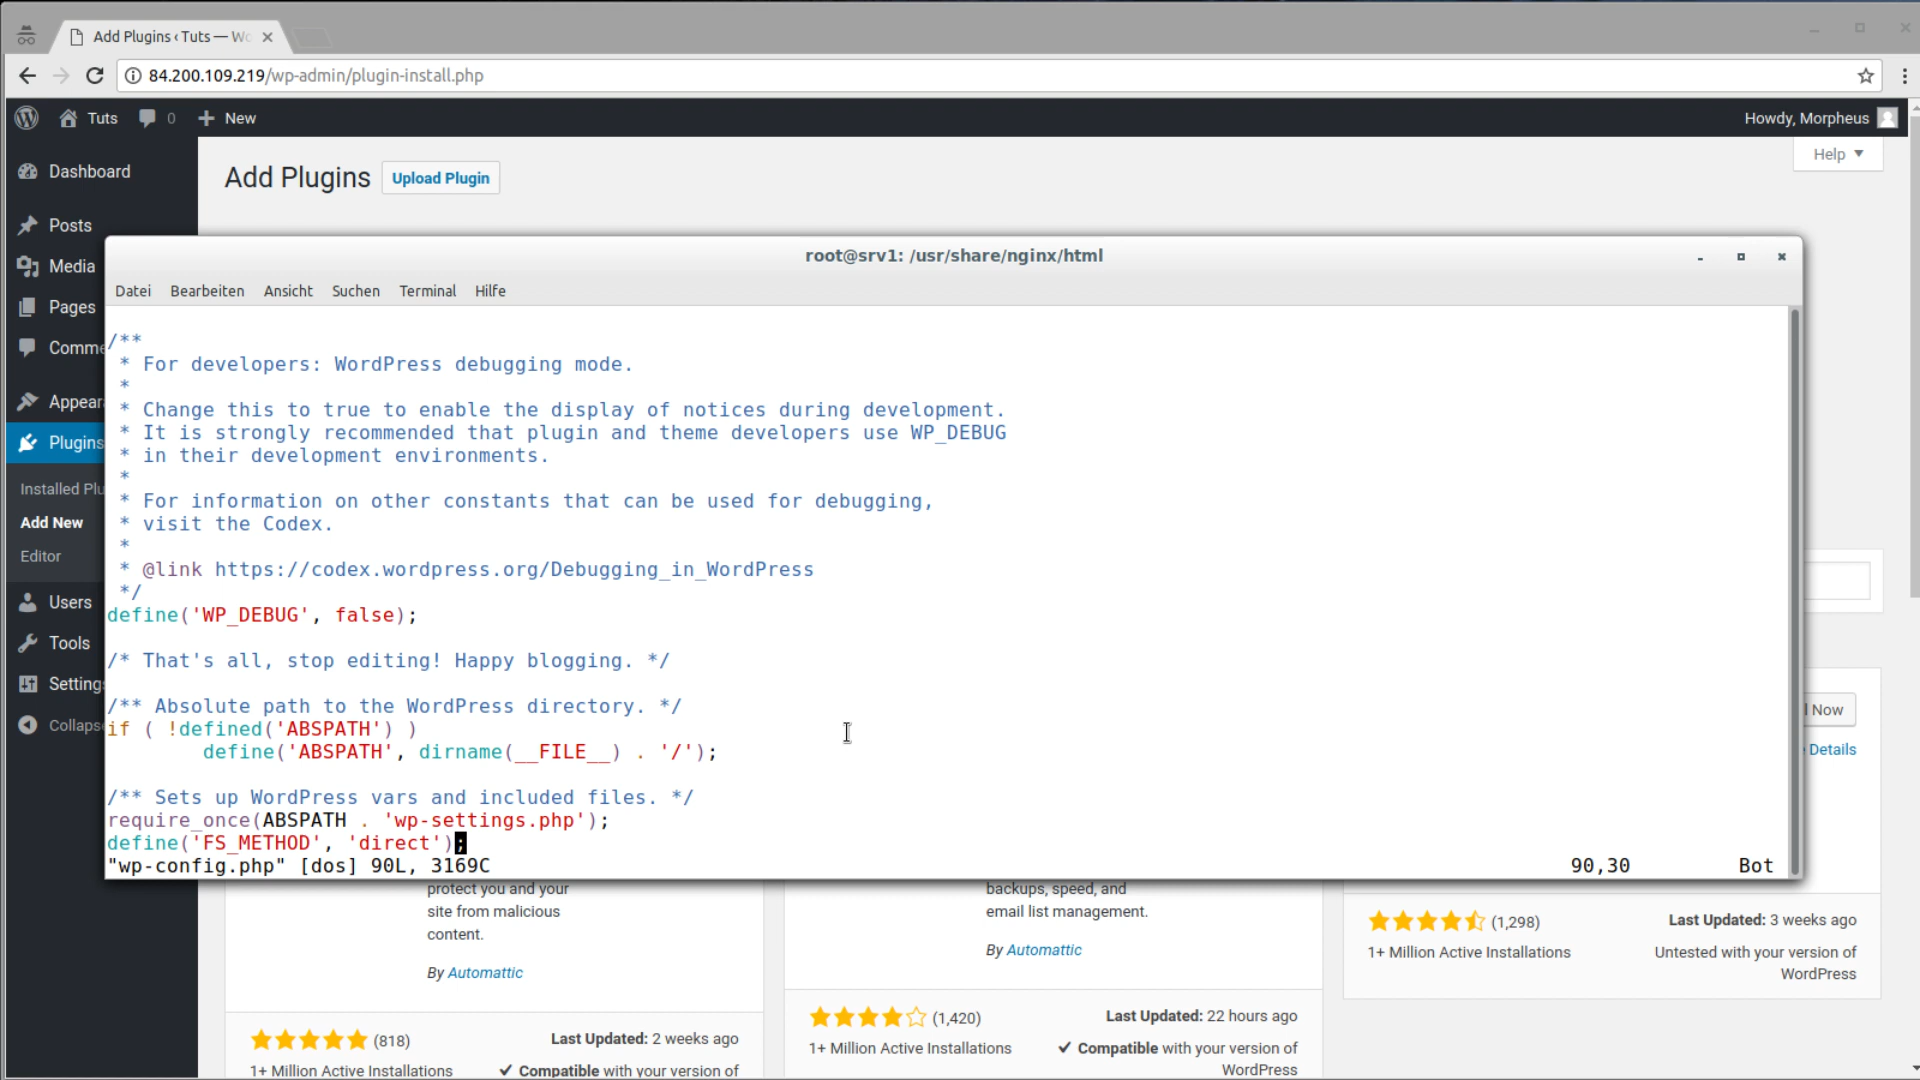 Add Plugins ‹ Tuts — Wo
84.200.109.219/wp-admin/plugin-install.php
Tuts 0 New Howdy, Morpheus
Dashboard
Posts
Media
Pages
Comme
Appear
Plugins
Installed Plu
Add New
Editor
Users
Tools
Setting
Collaps
Add Plugins Upload Plugin
Help
root@srv1: /usr/share/nginx/html
Datei Bearbeiten Ansicht Suchen Terminal Hilfe
/**
* For developers: WordPress debugging mode.
*
* Change this to true to enable the display of notices during development.
* It is strongly recommended that plugin and theme developers use WP_DEBUG
* in their development environments.
*
* For information on other constants that can be used for debugging,
* visit the Codex.
*
* @link https://codex.wordpress.org/Debugging_in_WordPress
*/
define('WP_DEBUG', false);
/* That's all, stop editing! Happy blogging. */
/** Absolute path to the WordPress directory. */
if ( !defined('ABSPATH') )
define('ABSPATH', dirname(__FILE__) . '/');
/** Sets up WordPress vars and included files. */
require_once(ABSPATH . 'wp-settings.php');
define('FS_METHOD', 'direct');
"wp-config.php" [dos] 90L, 3169C 90,30 Bot
l Now
Details
protect you and your
site from malicious
content.
By Automattic
(818)
Last Updated: 2 weeks ago
1+ Million Active Installations
✓ Compatible with your version of
backups, speed, and
email list management.
By Automattic
(1,420)
Last Updated: 22 hours ago
1+ Million Active Installations
✓ Compatible with your version of
WordPress
(1,298)
Last Updated: 3 weeks ago
1+ Million Active Installations
Untested with your version of
WordPress